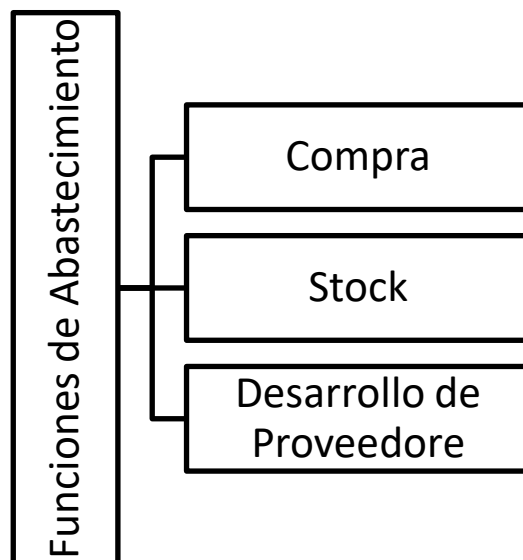 Funciones de Abastecimiento
Compra
Stock
Desarrollo de
Proveedore